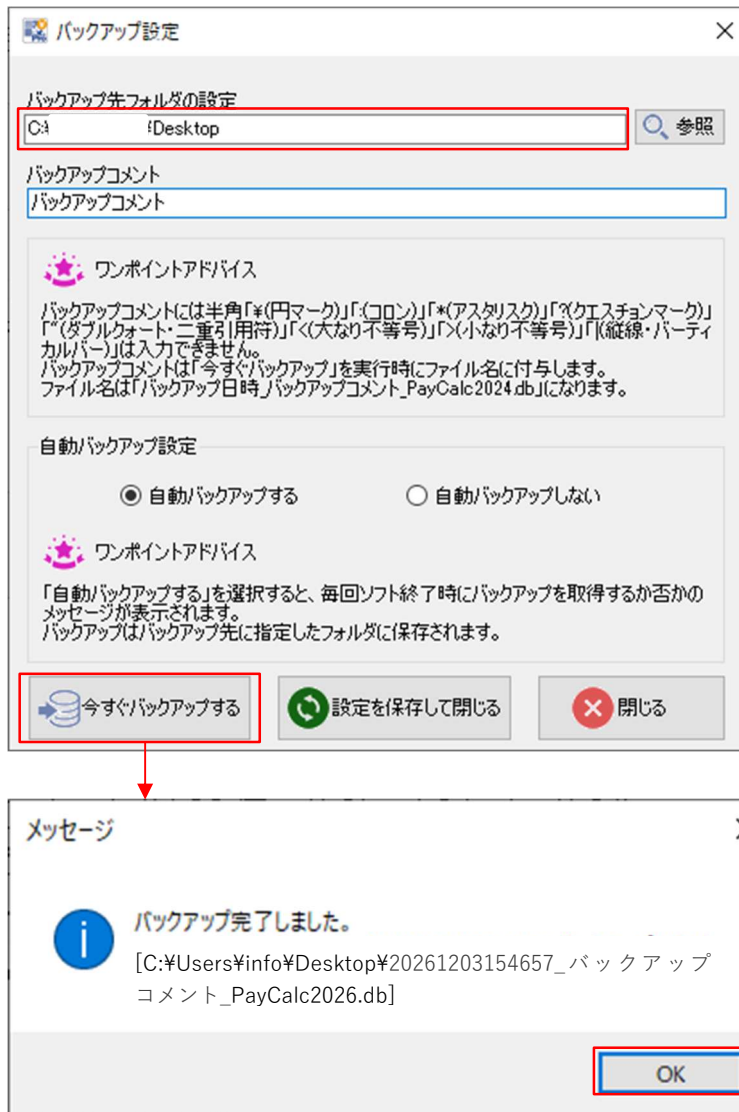 バックアップ設定
バックアップ先フォルダの設定
C:¥ ¥Desktop
参照
バックアップコメント
バックアップコメント
ワンポイントアドバイス
バックアップコメントには半角「¥(円マーク)」「:(コロン)」「*(アスタリスク)」「?(クエスチョンマーク)」
「"(ダブルクォート・二重引用符)」「<(大なり不等号)」「>(小なり不等号)」「|(縦線・バーティ
カルバー)」は入力できません。
バックアップコメントは「今すぐバックアップ」を実行時にファイル名に付与します。
ファイル名は「バックアップ日時_バックアップコメント_PayCalc2024.db」になります。
自動バックアップ設定
自動バックアップする
自動バックアップしない
ワンポイントアドバイス
「自動バックアップする」を選択すると、毎回ソフト終了時にバックアップを取得するか否かの
メッセージが表示されます。
バックアップはバックアップ先に指定したフォルダに保存されます。
今すぐバックアップする
設定を保存して閉じる
閉じる
メッセージ
バックアップ完了しました。
[C:¥Users¥info¥Desktop¥20261203154657_バックアップ
コメント_PayCalc2026.db]
OK